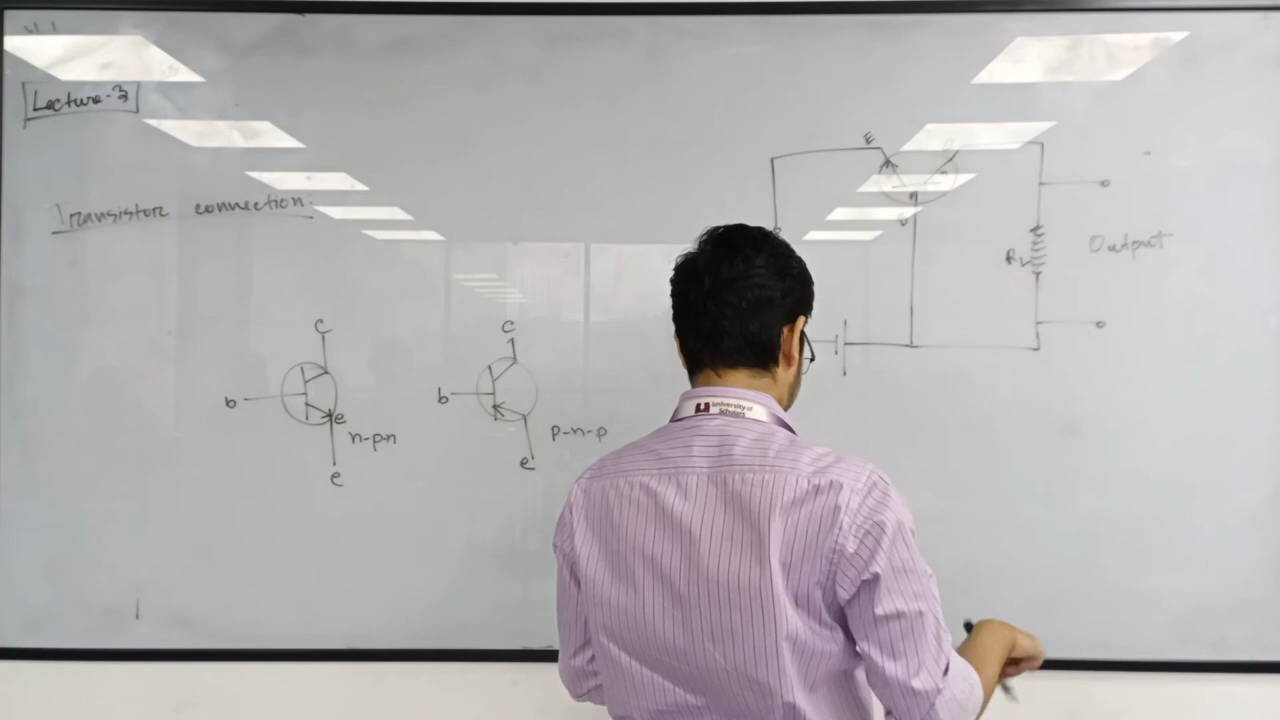 Lecture-3
Transistor connection.
c
b
e
n-p-n
e
c
b
p-n-p
e
E
RL
Output
University of
Scholars